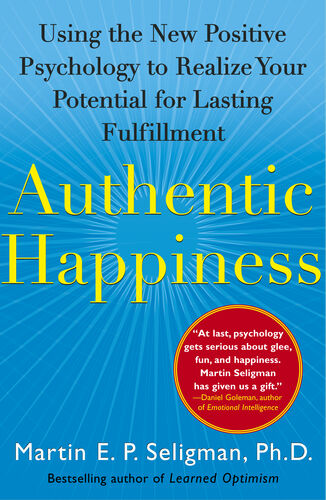 Using the New Positive
Psychology to Realize Your
Potential for Lasting
Fulfillment
Authentic
Happiness
“At last, psychology
gets serious about glee,
fun, and happiness.
Martin Seligman
has given us a gift.”
—Daniel Goleman, author
of Emotional Intelligence
Martin E. P. Seligman, Ph.D.
Bestselling author of Learned Optimism